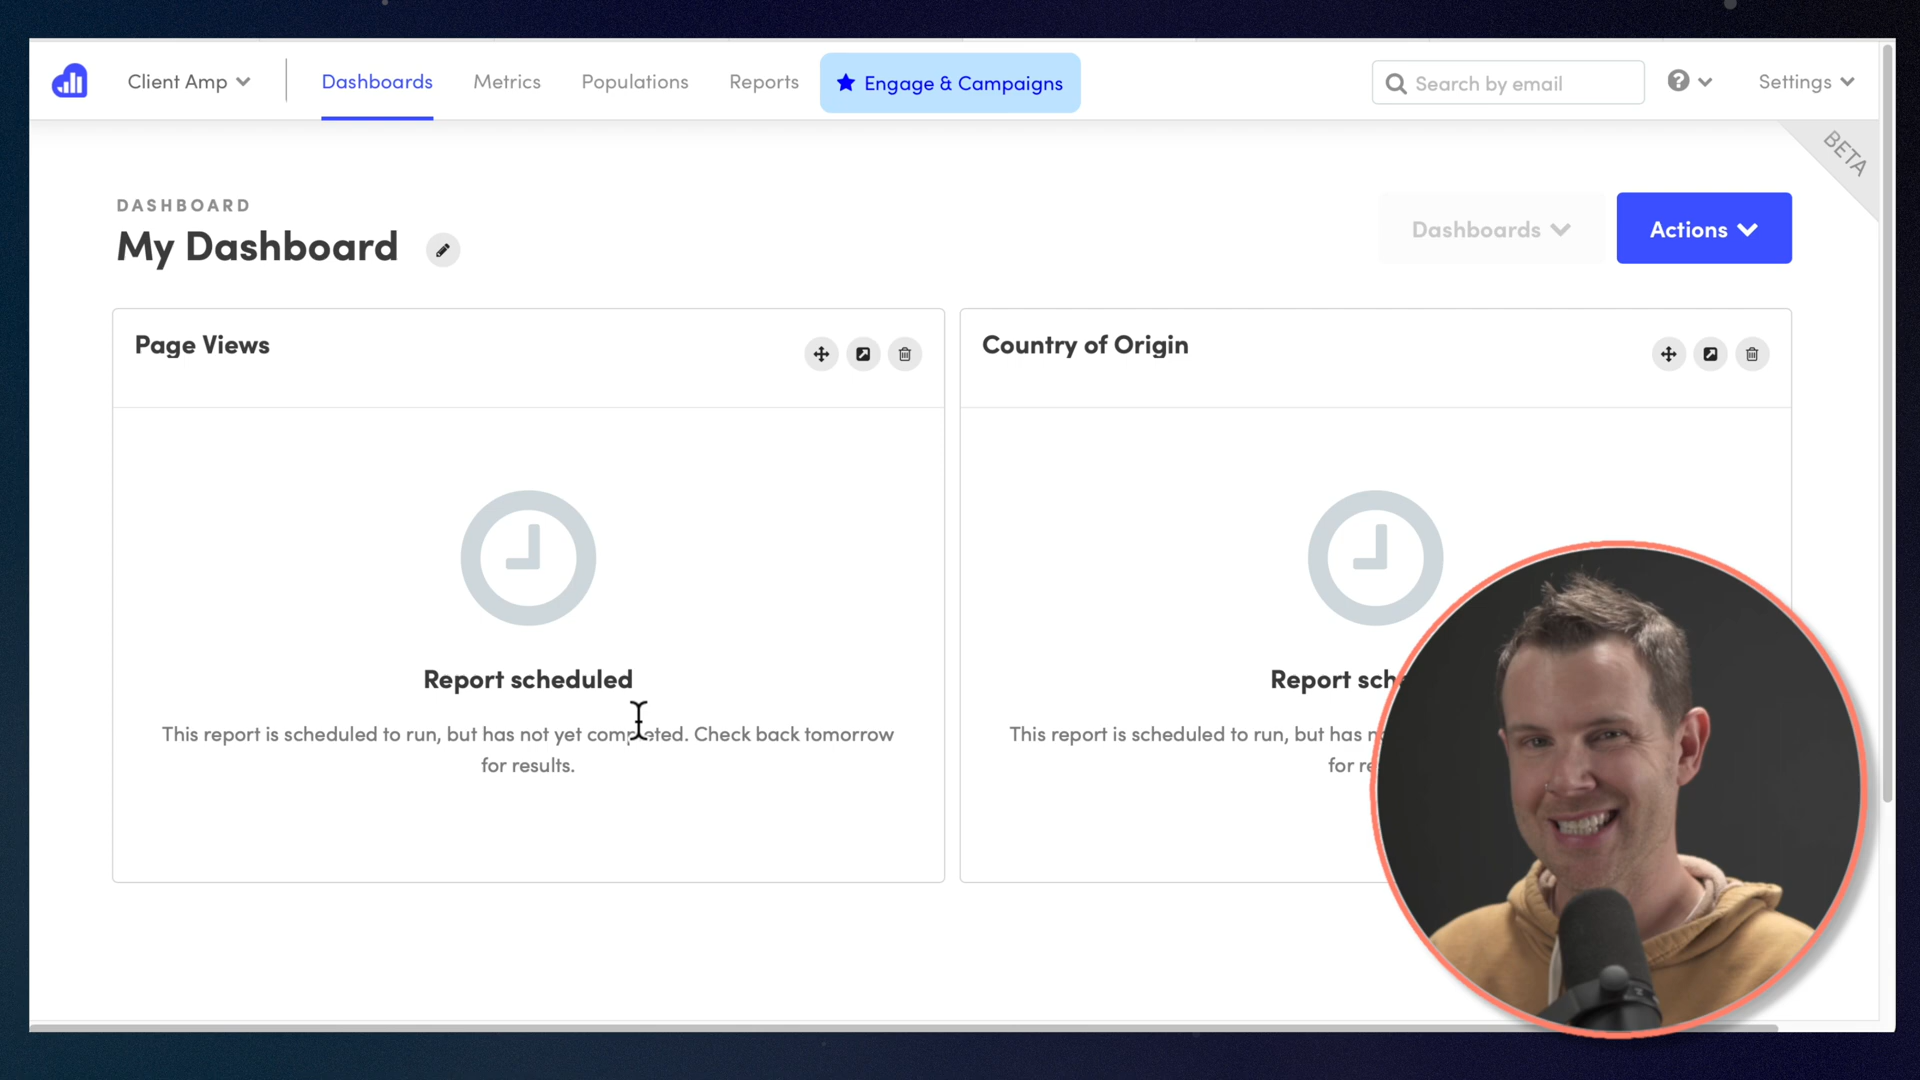 Client Amp
Dashboards
Metrics
Populations
Reports
Engage & Campaigns
Search by email
Settings
BETA
DASHBOARD
My Dashboard
Dashboards
Actions
Page Views
Country of Origin
Report scheduled
This report is scheduled to run, but has not yet completed. Check back tomorrow
for results.
Report
This report is scheduled to run, but has
for